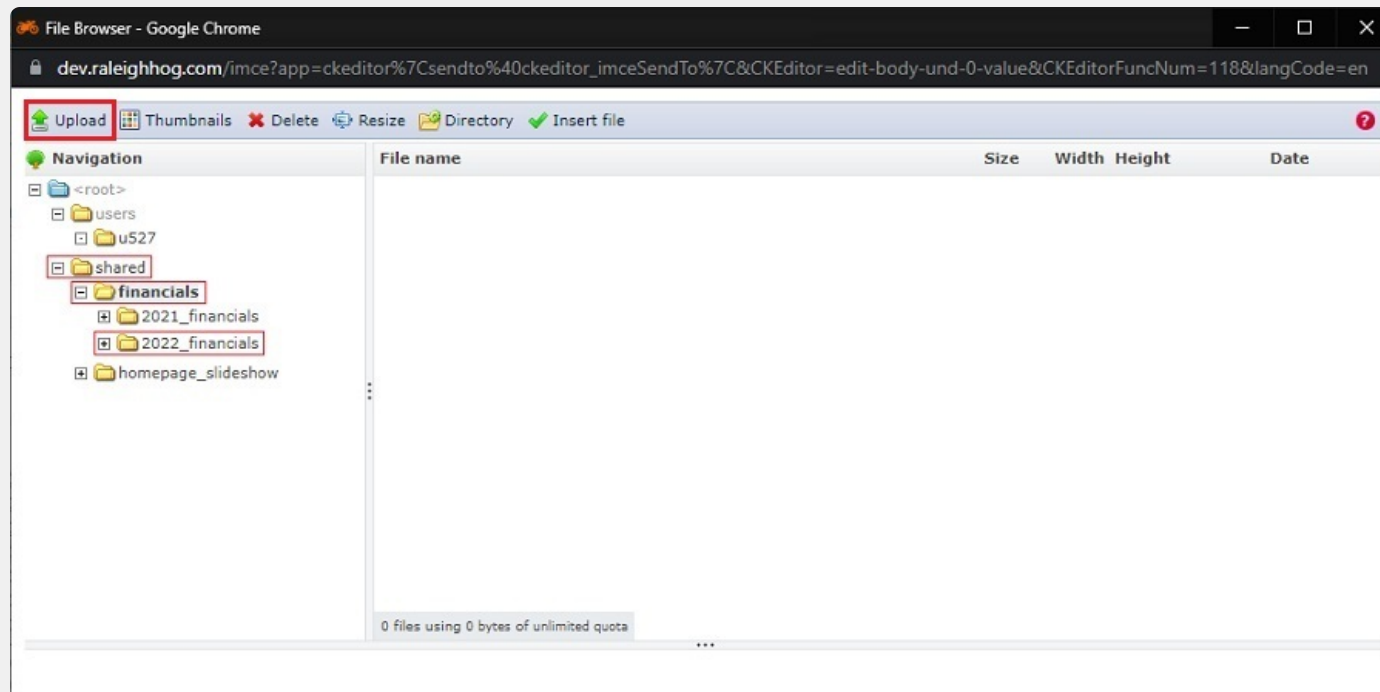 File Browser - Google Chrome
dev.raleighhog.com/imce?app=ckeditor%7Csendto%40ckeditor_imceSendTo%7C&CKEditor=edit-body-und-0-value&CKEditorFuncNum=118&langCode=en
Upload Thumbnails Delete Resize Directory Insert file ?
Navigation File name Size Width Height Date
<root>
users
u527
shared
financials
2021_financials
2022_financials
homepage_slideshow
0 files using 0 bytes of unlimited quota